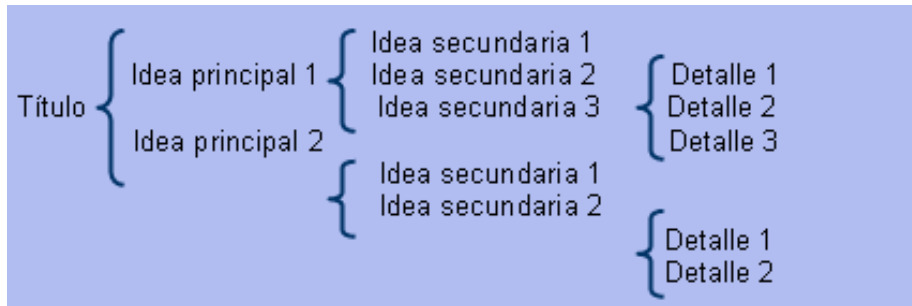 Título
Idea principal 1
Idea principal 2
Idea secundaria 1
Idea secundaria 2
Idea secundaria 3
Detalle 1
Detalle 2
Detalle 3
Idea secundaria 1
Idea secundaria 2
Detalle 1
Detalle 2